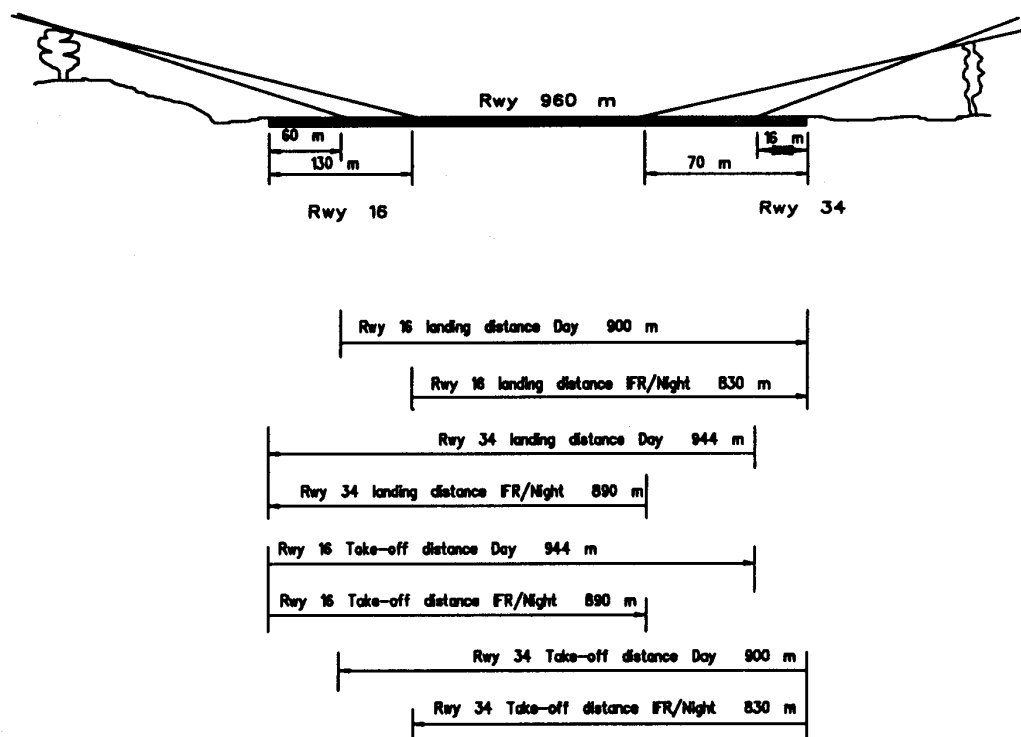 Rwy 960 m
60 m
16 m
130 m
70 m
Rwy 16
Rwy 34
Rwy 16 landing distance Day 900 m
Rwy 16 landing distance IFR/Night 830 m
Rwy 34 landing distance Day 944 m
Rwy 34 landing distance IFR/Night 890 m
Rwy 16 Take-off distance Day 944 m
Rwy 16 Take-off distance IFR/Night 890 m
Rwy 34 Take-off distance Day 900 m
Rwy 34 Take-off distance IFR/Night 830 m